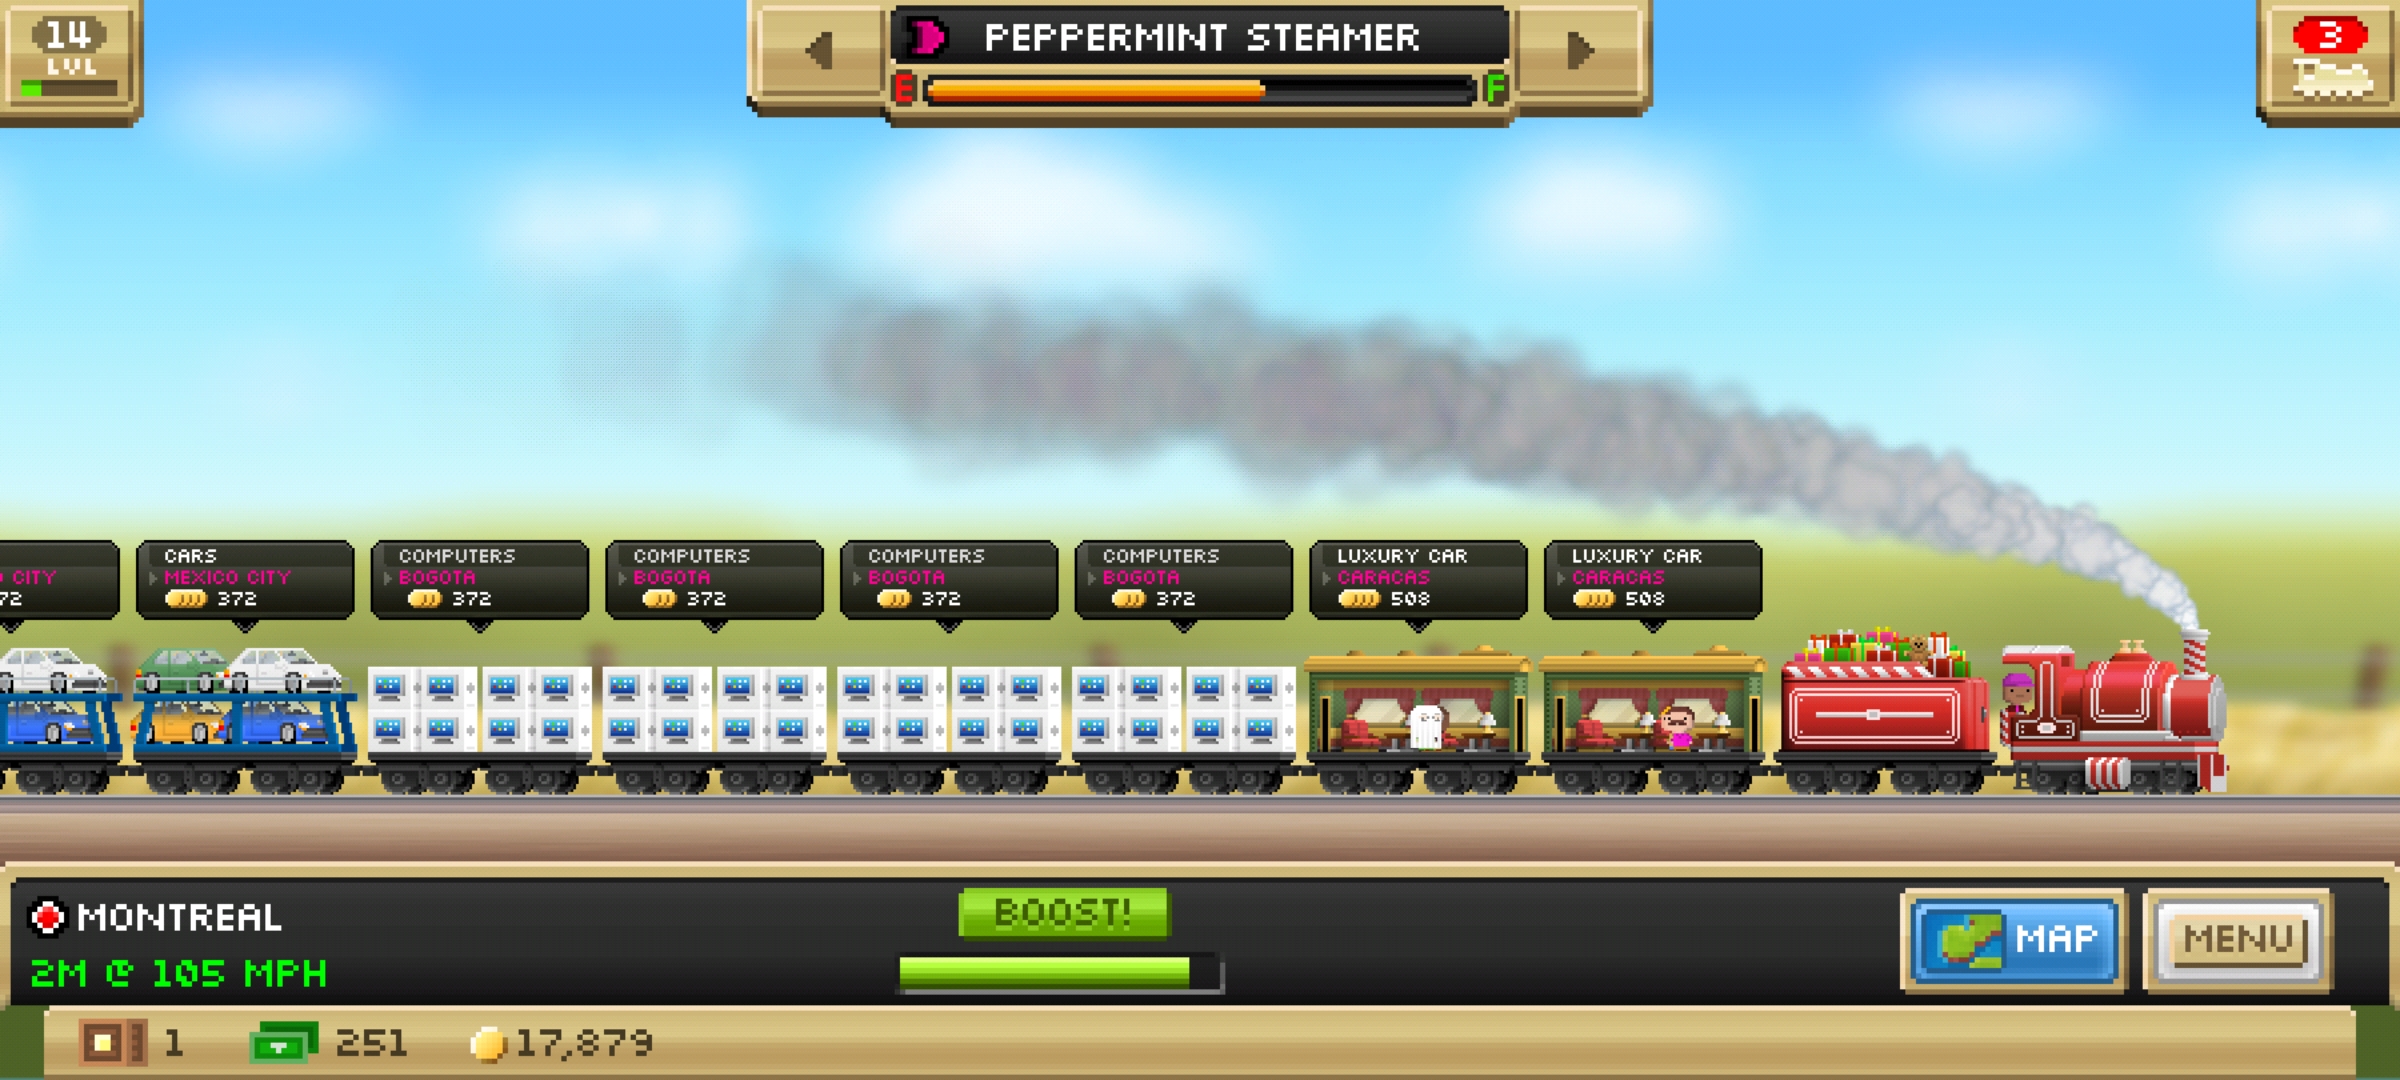 14
LVL
PEPPERMINT STEAMER
E F
3
CITY
72
CARS
MEXICO CITY
372
COMPUTERS
BOGOTA
372
COMPUTERS
BOGOTA
372
COMPUTERS
BOGOTA
372
COMPUTERS
BOGOTA
372
LUXURY CAR
CARACAS
508
LUXURY CAR
CARACAS
508
MONTREAL
2M @ 105 MPH
BOOST!
MAP
MENU
1 251 17,879